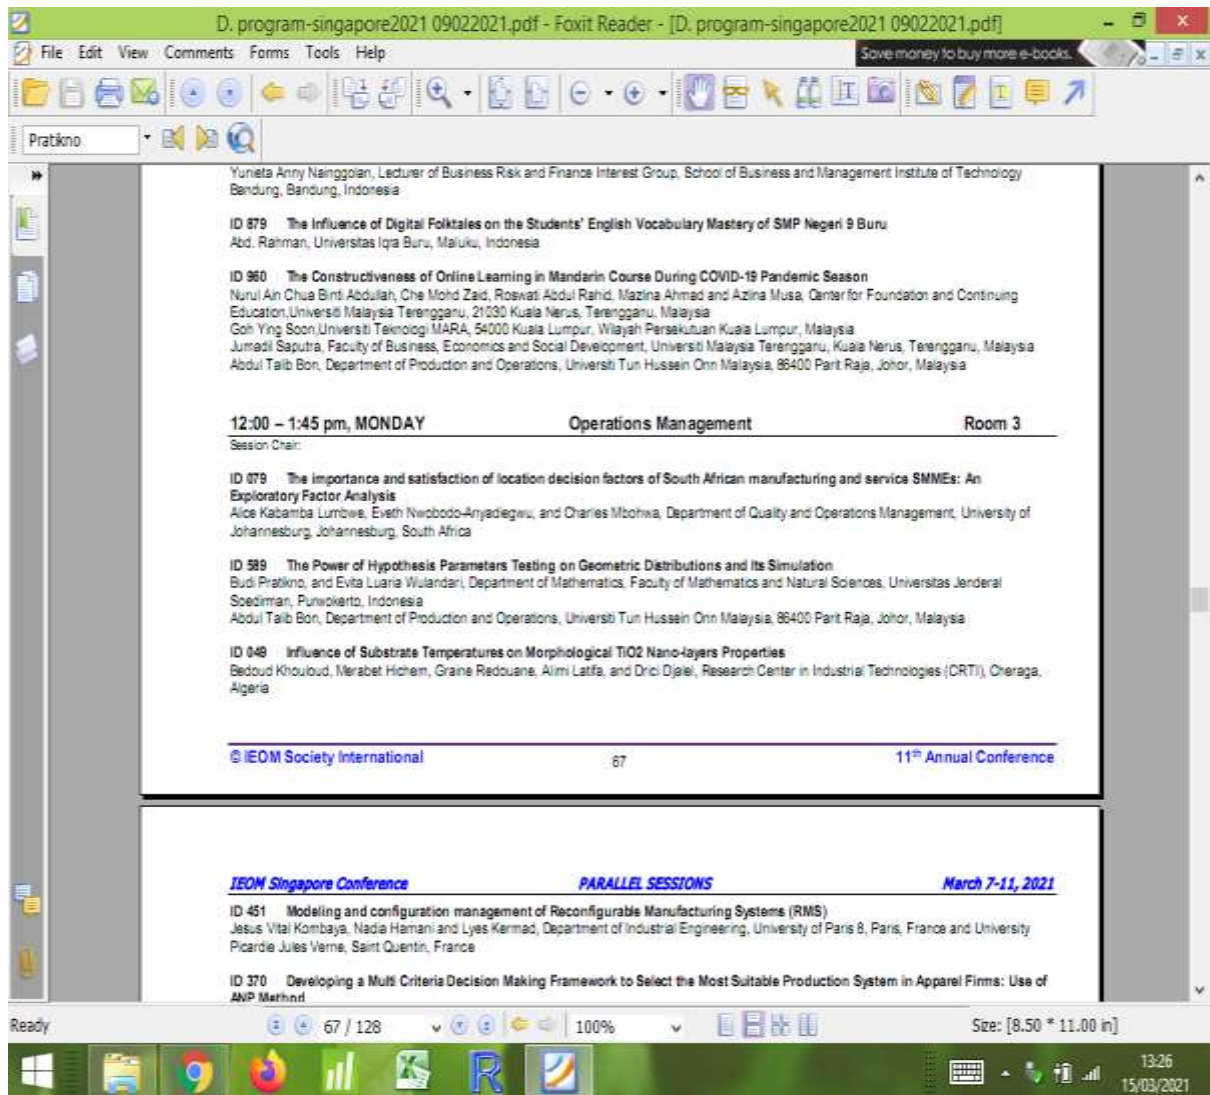 D. program-singapore2021 09022021.pdf - Foxit Reader - [D. program-singapore2021 09022021.pdf]
File Edit View Comments Forms Tools Help
Save money to buy more e-books.
Pratikno
Yunieta Anny Nainggolan, Lecturer of Business Risk and Finance Interest Group, School of Business and Management Institute of Technology
Bandung, Bandung, Indonesia
ID 879 The Influence of Digital Folktales on the Students' English Vocabulary Mastery of SMP Negeri 9 Buru
Abd. Rahman, Universitas Iqra Buru, Maluku, Indonesia
ID 960 The Constructiveness of Online Learning in Mandarin Course During COVID-19 Pandemic Season
Nurul Ain Chua Binti Abdullah, Che Mohd Zaid, Roswati Abdul Rahid, Mazlina Ahmad and Azlina Musa, Center for Foundation and Continuing
Education,Universiti Malaysia Terengganu, 21030 Kuala Nerus, Terengganu, Malaysia
Goh Ying Soon,Universiti Teknologi MARA, 54000 Kuala Lumpur, Wilayah Persekutuan Kuala Lumpur, Malaysia
Jumadil Saputra, Faculty of Business, Economics and Social Development, Universiti Malaysia Terengganu, Kuala Nerus, Terengganu, Malaysia
Abdul Talib Bon, Department of Production and Operations, Universiti Tun Hussein Onn Malaysia, 86400 Parit Raja, Johor, Malaysia
12:00 – 1:45 pm, MONDAY Operations Management Room 3
Session Chair:
ID 079 The importance and satisfaction of location decision factors of South African manufacturing and service SMMEs: An
Exploratory Factor Analysis
Alice Kabamba Lumbwe, Eveth Nwobodo-Anyadiegwu, and Charles Mbohwa, Department of Quality and Operations Management, University of
Johannesburg, Johannesburg, South Africa
ID 589 The Power of Hypothesis Parameters Testing on Geometric Distributions and Its Simulation
Budi Pratikno, and Evita Luaria Wulandari, Department of Mathematics, Faculty of Mathematics and Natural Sciences, Universitas Jenderal
Soedirman, Purwokerto, Indonesia
Abdul Talib Bon, Department of Production and Operations, Universiti Tun Hussein Onn Malaysia, 86400 Parit Raja, Johor, Malaysia
ID 049 Influence of Substrate Temperatures on Morphological TiO2 Nano-layers Properties
Bedoud Khouloud, Merabet Hichem, Graine Redouane, Alimi Latifa, and Drici Djalel, Research Center in Industrial Technologies (CRTI), Cheraga,
Algeria
© IEOM Society International 67 11th Annual Conference
IEOM Singapore Conference PARALLEL SESSIONS March 7-11, 2021
ID 451 Modeling and configuration management of Reconfigurable Manufacturing Systems (RMS)
Jesus Vital Kombaya, Nadia Hamani and Lyes Kermad, Department of Industrial Engineering, University of Paris 8, Paris, France and University
Picardie Jules Verne, Saint Quentin, France
ID 370 Developing a Multi Criteria Decision Making Framework to Select the Most Suitable Production System in Apparel Firms: Use of
ANP Method
Ready 67 / 128 100% Size: [8.50 * 11.00 in]
13:26
15/03/2021